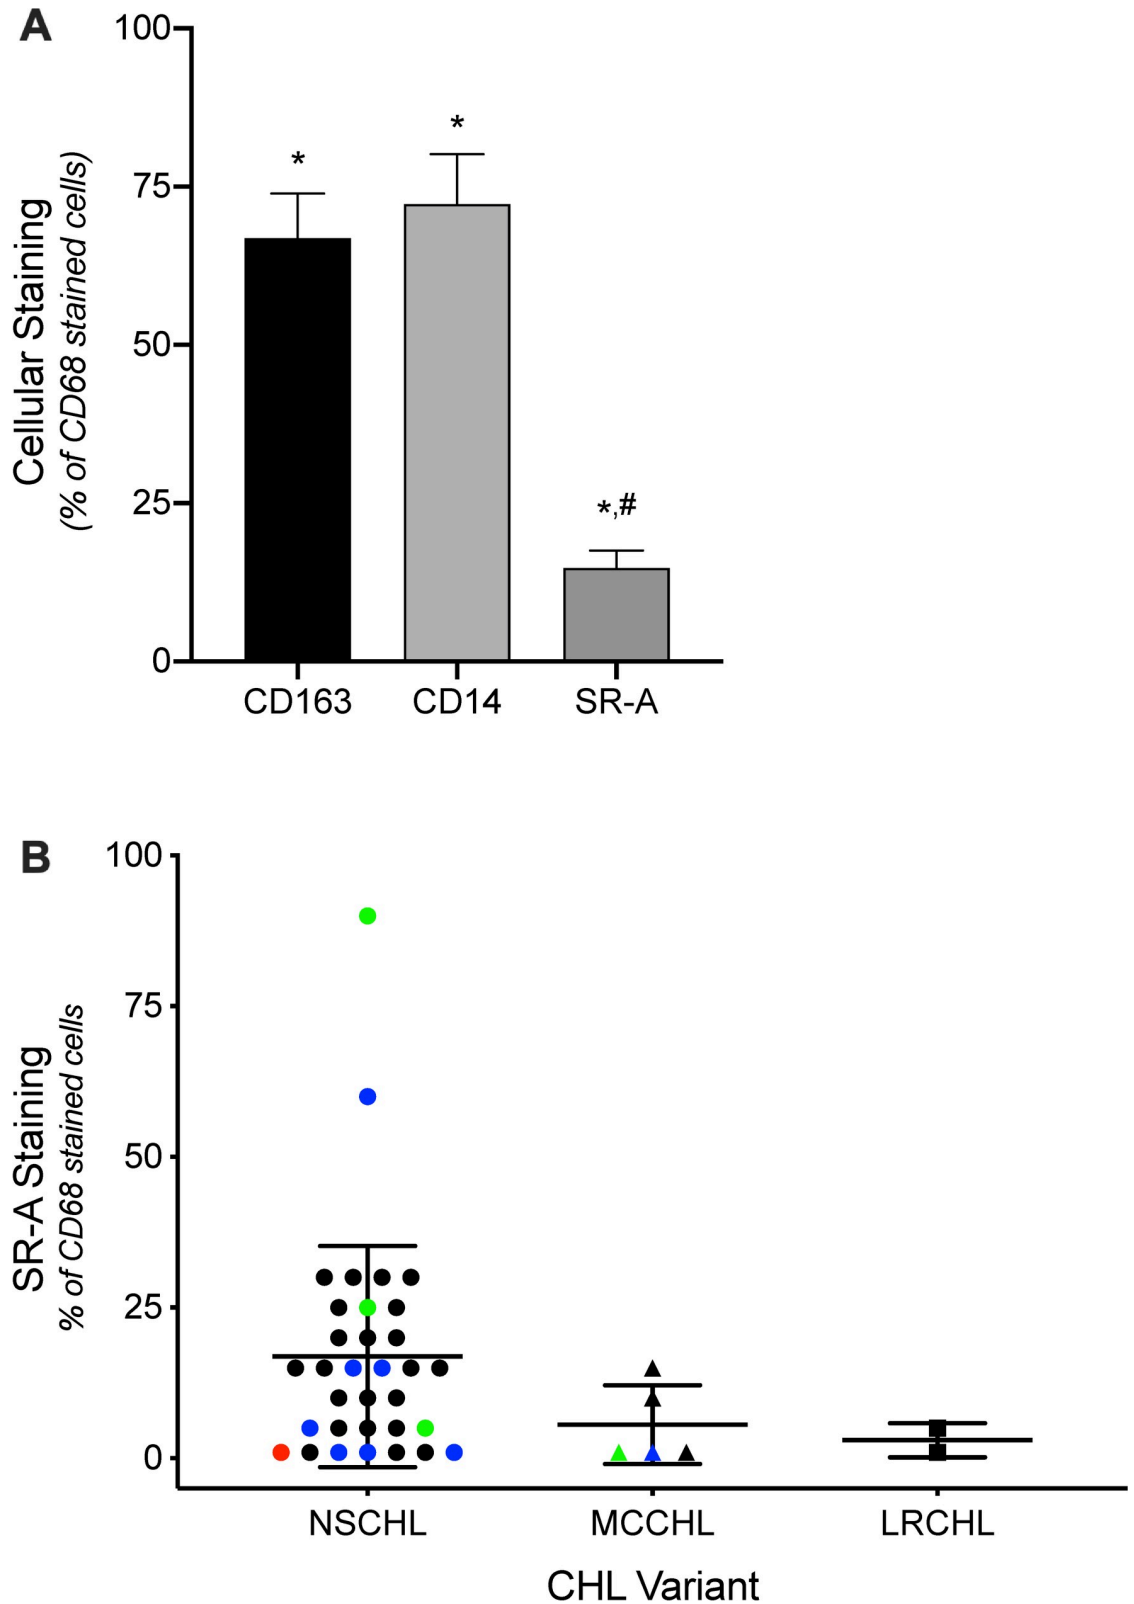 A
100
75
50
25
0
Cellular Staining
(% of CD68 stained cells)
*
*
*,#
CD163 CD14 SR-A
B
100
75
50
25
0
SR-A Staining
% of CD68 stained cells
NSCHL MCCHL LRCHL
CHL Variant